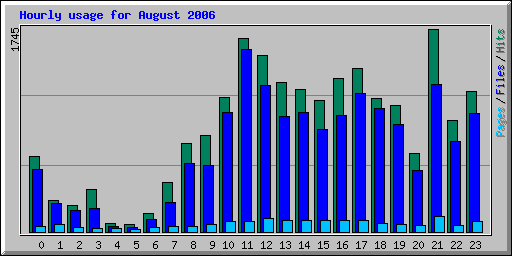 Hourly usage for August 2006
1745
Pages/Files/Hits
0 1 2 3 4 5 6 7 8 9 10 11 12 13 14 15 16 17 18 19 20 21 22 23